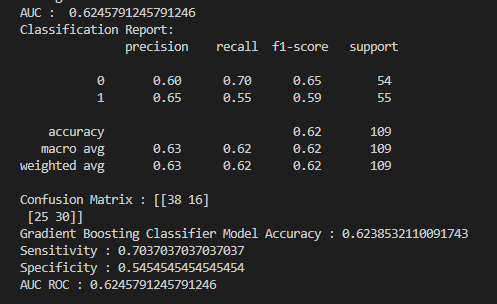 AUC :  0.6245791245791246
Classification Report:
              precision    recall  f1-score   support

           0       0.60      0.70      0.65        54
           1       0.65      0.55      0.59        55

    accuracy                           0.62       109
   macro avg       0.63      0.62      0.62       109
weighted avg       0.63      0.62      0.62       109

Confusion Matrix : [[38 16]
 [25 30]]
Gradient Boosting Classifier Model Accuracy : 0.6238532110091743
Sensitivity : 0.7037037037037037
Specificity : 0.5454545454545454
AUC ROC : 0.6245791245791246